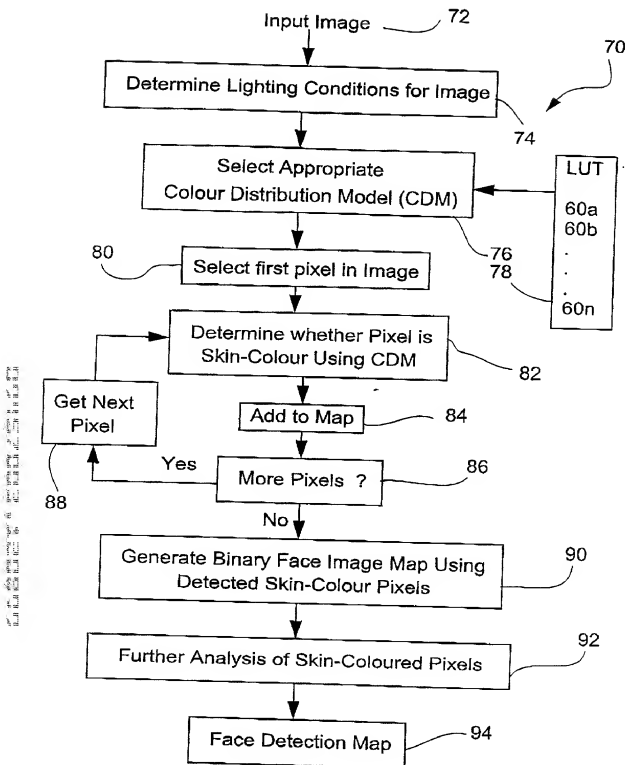 Input Image
72
70
Determine Lighting Conditions for Image
74
LUT
60a
60b
.
.
.
60n
Select Appropriate
Colour Distribution Model (CDM)
76
78
80
Select first pixel in Image
Determine whether Pixel is
Skin-Colour Using CDM
82
Get Next
Pixel
88
Add to Map
84
Yes
More Pixels ?
86
No
Generate Binary Face Image Map Using
Detected Skin-Colour Pixels
90
Further Analysis of Skin-Coloured Pixels
92
Face Detection Map
94